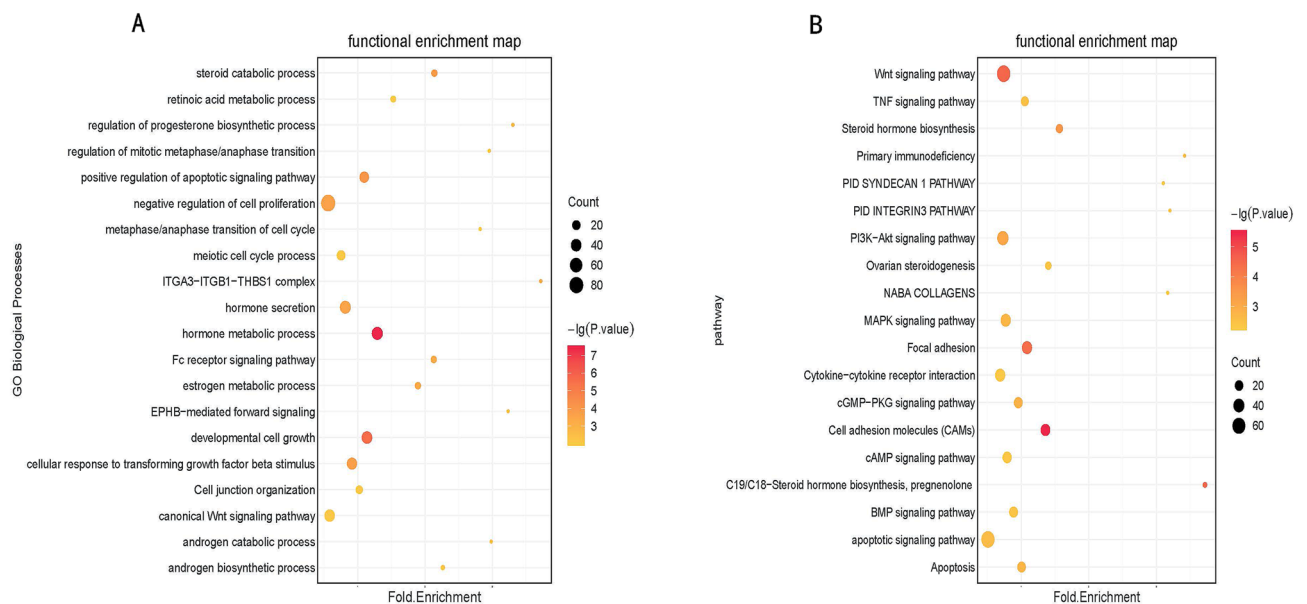 A
functional enrichment map
GO Biological Processes
steroid catabolic process
retinoic acid metabolic process
regulation of progesterone biosynthetic process
regulation of mitotic metaphase/anaphase transition
positive regulation of apoptotic signaling pathway
negative regulation of cell proliferation
metaphase/anaphase transition of cell cycle
meiotic cell cycle process
ITGA3−ITGB1−THBS1 complex
hormone secretion
hormone metabolic process
Fc receptor signaling pathway
estrogen metabolic process
EPHB−mediated forward signaling
developmental cell growth
cellular response to transforming growth factor beta stimulus
Cell junction organization
canonical Wnt signaling pathway
androgen catabolic process
androgen biosynthetic process
Fold.Enrichment
Count
20
40
60
80
−lg(P.value)
7
6
5
4
3
B
functional enrichment map
pathway
Wnt signaling pathway
TNF signaling pathway
Steroid hormone biosynthesis
Primary immunodeficiency
PID SYNDECAN 1 PATHWAY
PID INTEGRIN3 PATHWAY
PI3K−Akt signaling pathway
Ovarian steroidogenesis
NABA COLLAGENS
MAPK signaling pathway
Focal adhesion
Cytokine−cytokine receptor interaction
cGMP−PKG signaling pathway
Cell adhesion molecules (CAMs)
cAMP signaling pathway
C19/C18−Steroid hormone biosynthesis, pregnenolone
BMP signaling pathway
apoptotic signaling pathway
Apoptosis
Fold.Enrichment
−lg(P.value)
5
4
3
Count
20
40
60